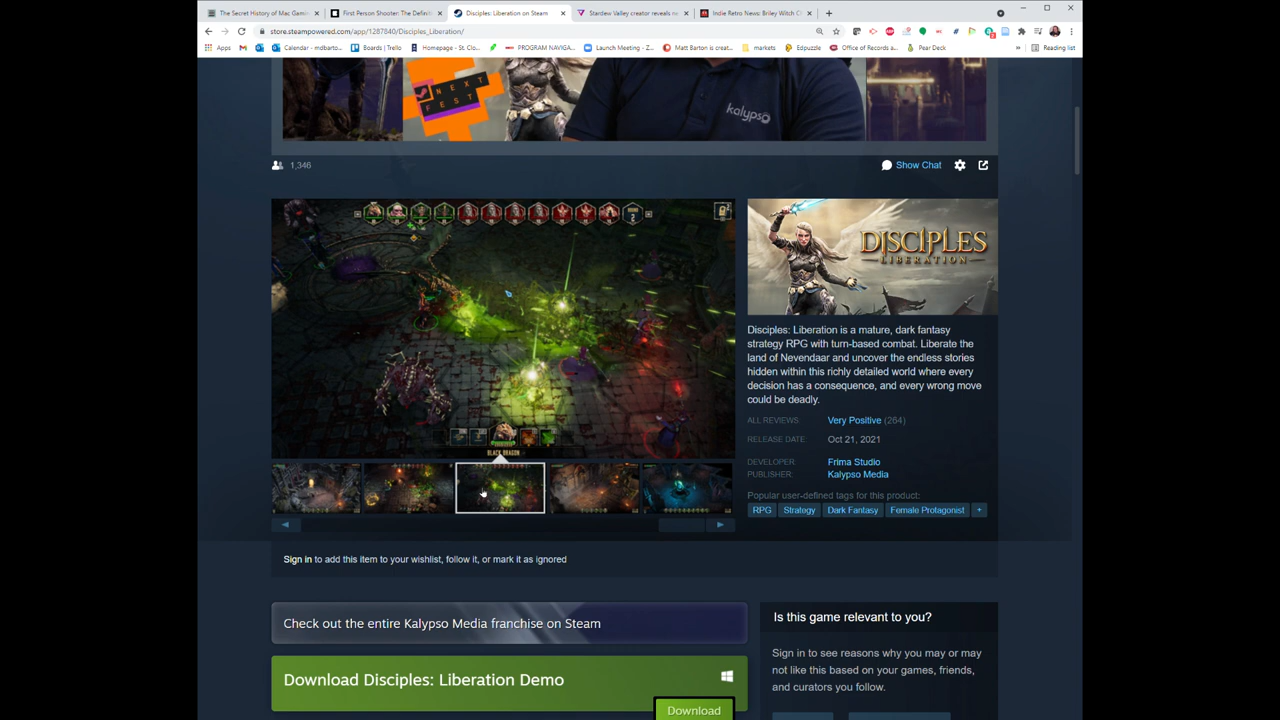 The Secret History of Mac Gamin
First Person Shooter: The Definiti
Disciples: Liberation on Steam
Stardew Valley creator reveals ne
Indie Retro News: Briley Witch C
store.steampowered.com/app/1287840/Disciples_Liberation/
Apps
Calendar - mdbarto...
Boards | Trello
Homepage - St. Clo...
PROGRAM NAVIGA...
Launch Meeting - Z...
Matt Barton is creat...
markets
Edpuzzle
Office of Records a...
Pear Deck
»
Reading list
NEXT
FEST
kalypso
1,346
Show Chat
BLACK DRAGON
DISCIPLES
LIBERATION
Disciples: Liberation is a mature, dark fantasy
strategy RPG with turn-based combat. Liberate the
land of Nevendaar and uncover the endless stories
hidden within this richly detailed world where every
decision has a consequence, and every wrong move
could be deadly.
ALL REVIEWS: Very Positive (264)
RELEASE DATE: Oct 21, 2021
DEVELOPER: Frima Studio
PUBLISHER: Kalypso Media
Popular user-defined tags for this product:
RPG Strategy Dark Fantasy Female Protagonist +
Sign in to add this item to your wishlist, follow it, or mark it as ignored
Check out the entire Kalypso Media franchise on Steam
Download Disciples: Liberation Demo
Download
Is this game relevant to you?
Sign in to see reasons why you may or may
not like this based on your games, friends,
and curators you follow.